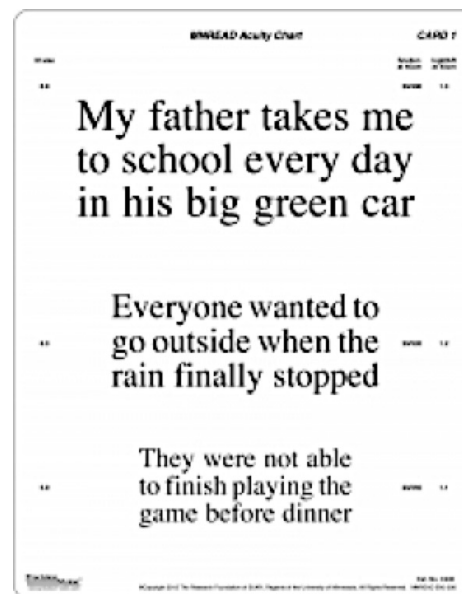 MNREAD Acuity Chart CARD 1
My father takes me
to school every day
in his big green car
Everyone wanted to
go outside when the
rain finally stopped
They were not able
to finish playing the
game before dinner